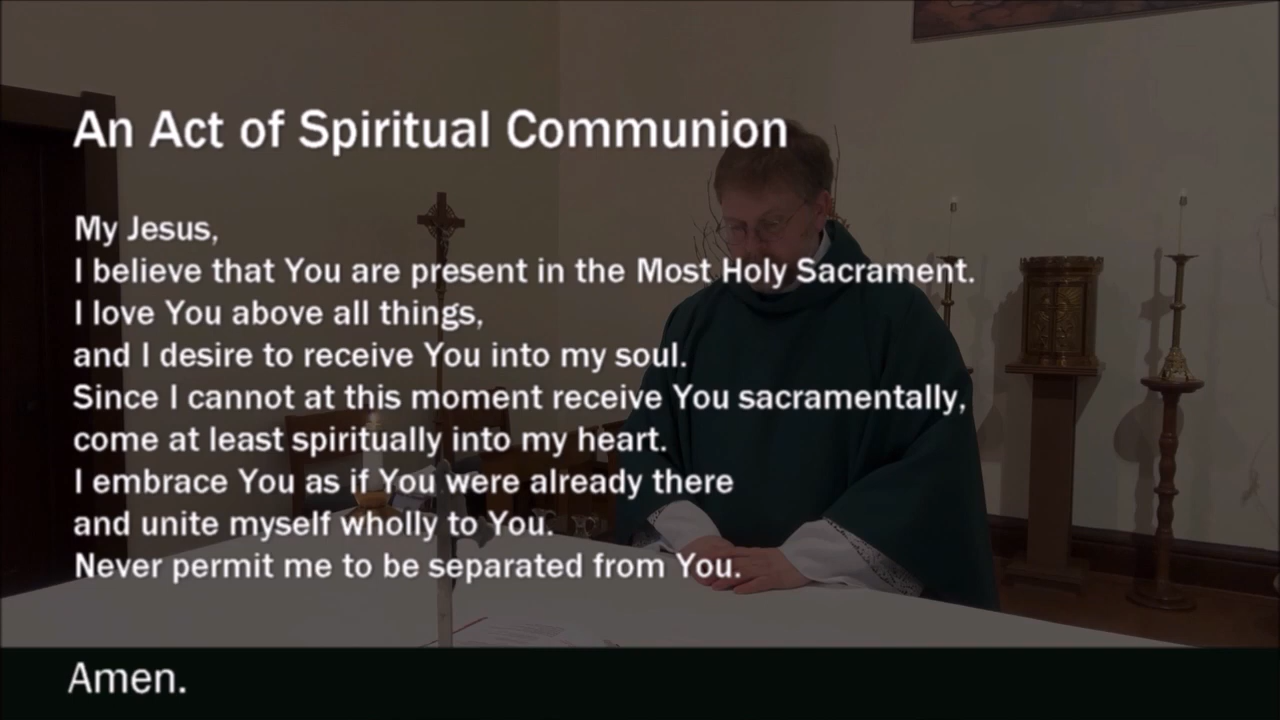 An Act of Spiritual Communion
My Jesus,
I believe that You are present in the Most Holy Sacrament.
I love You above all things,
and I desire to receive You into my soul.
Since I cannot at this moment receive You sacramentally,
come at least spiritually into my heart.
I embrace You as if You were already there
and unite myself wholly to You.
Never permit me to be separated from You.
Amen.